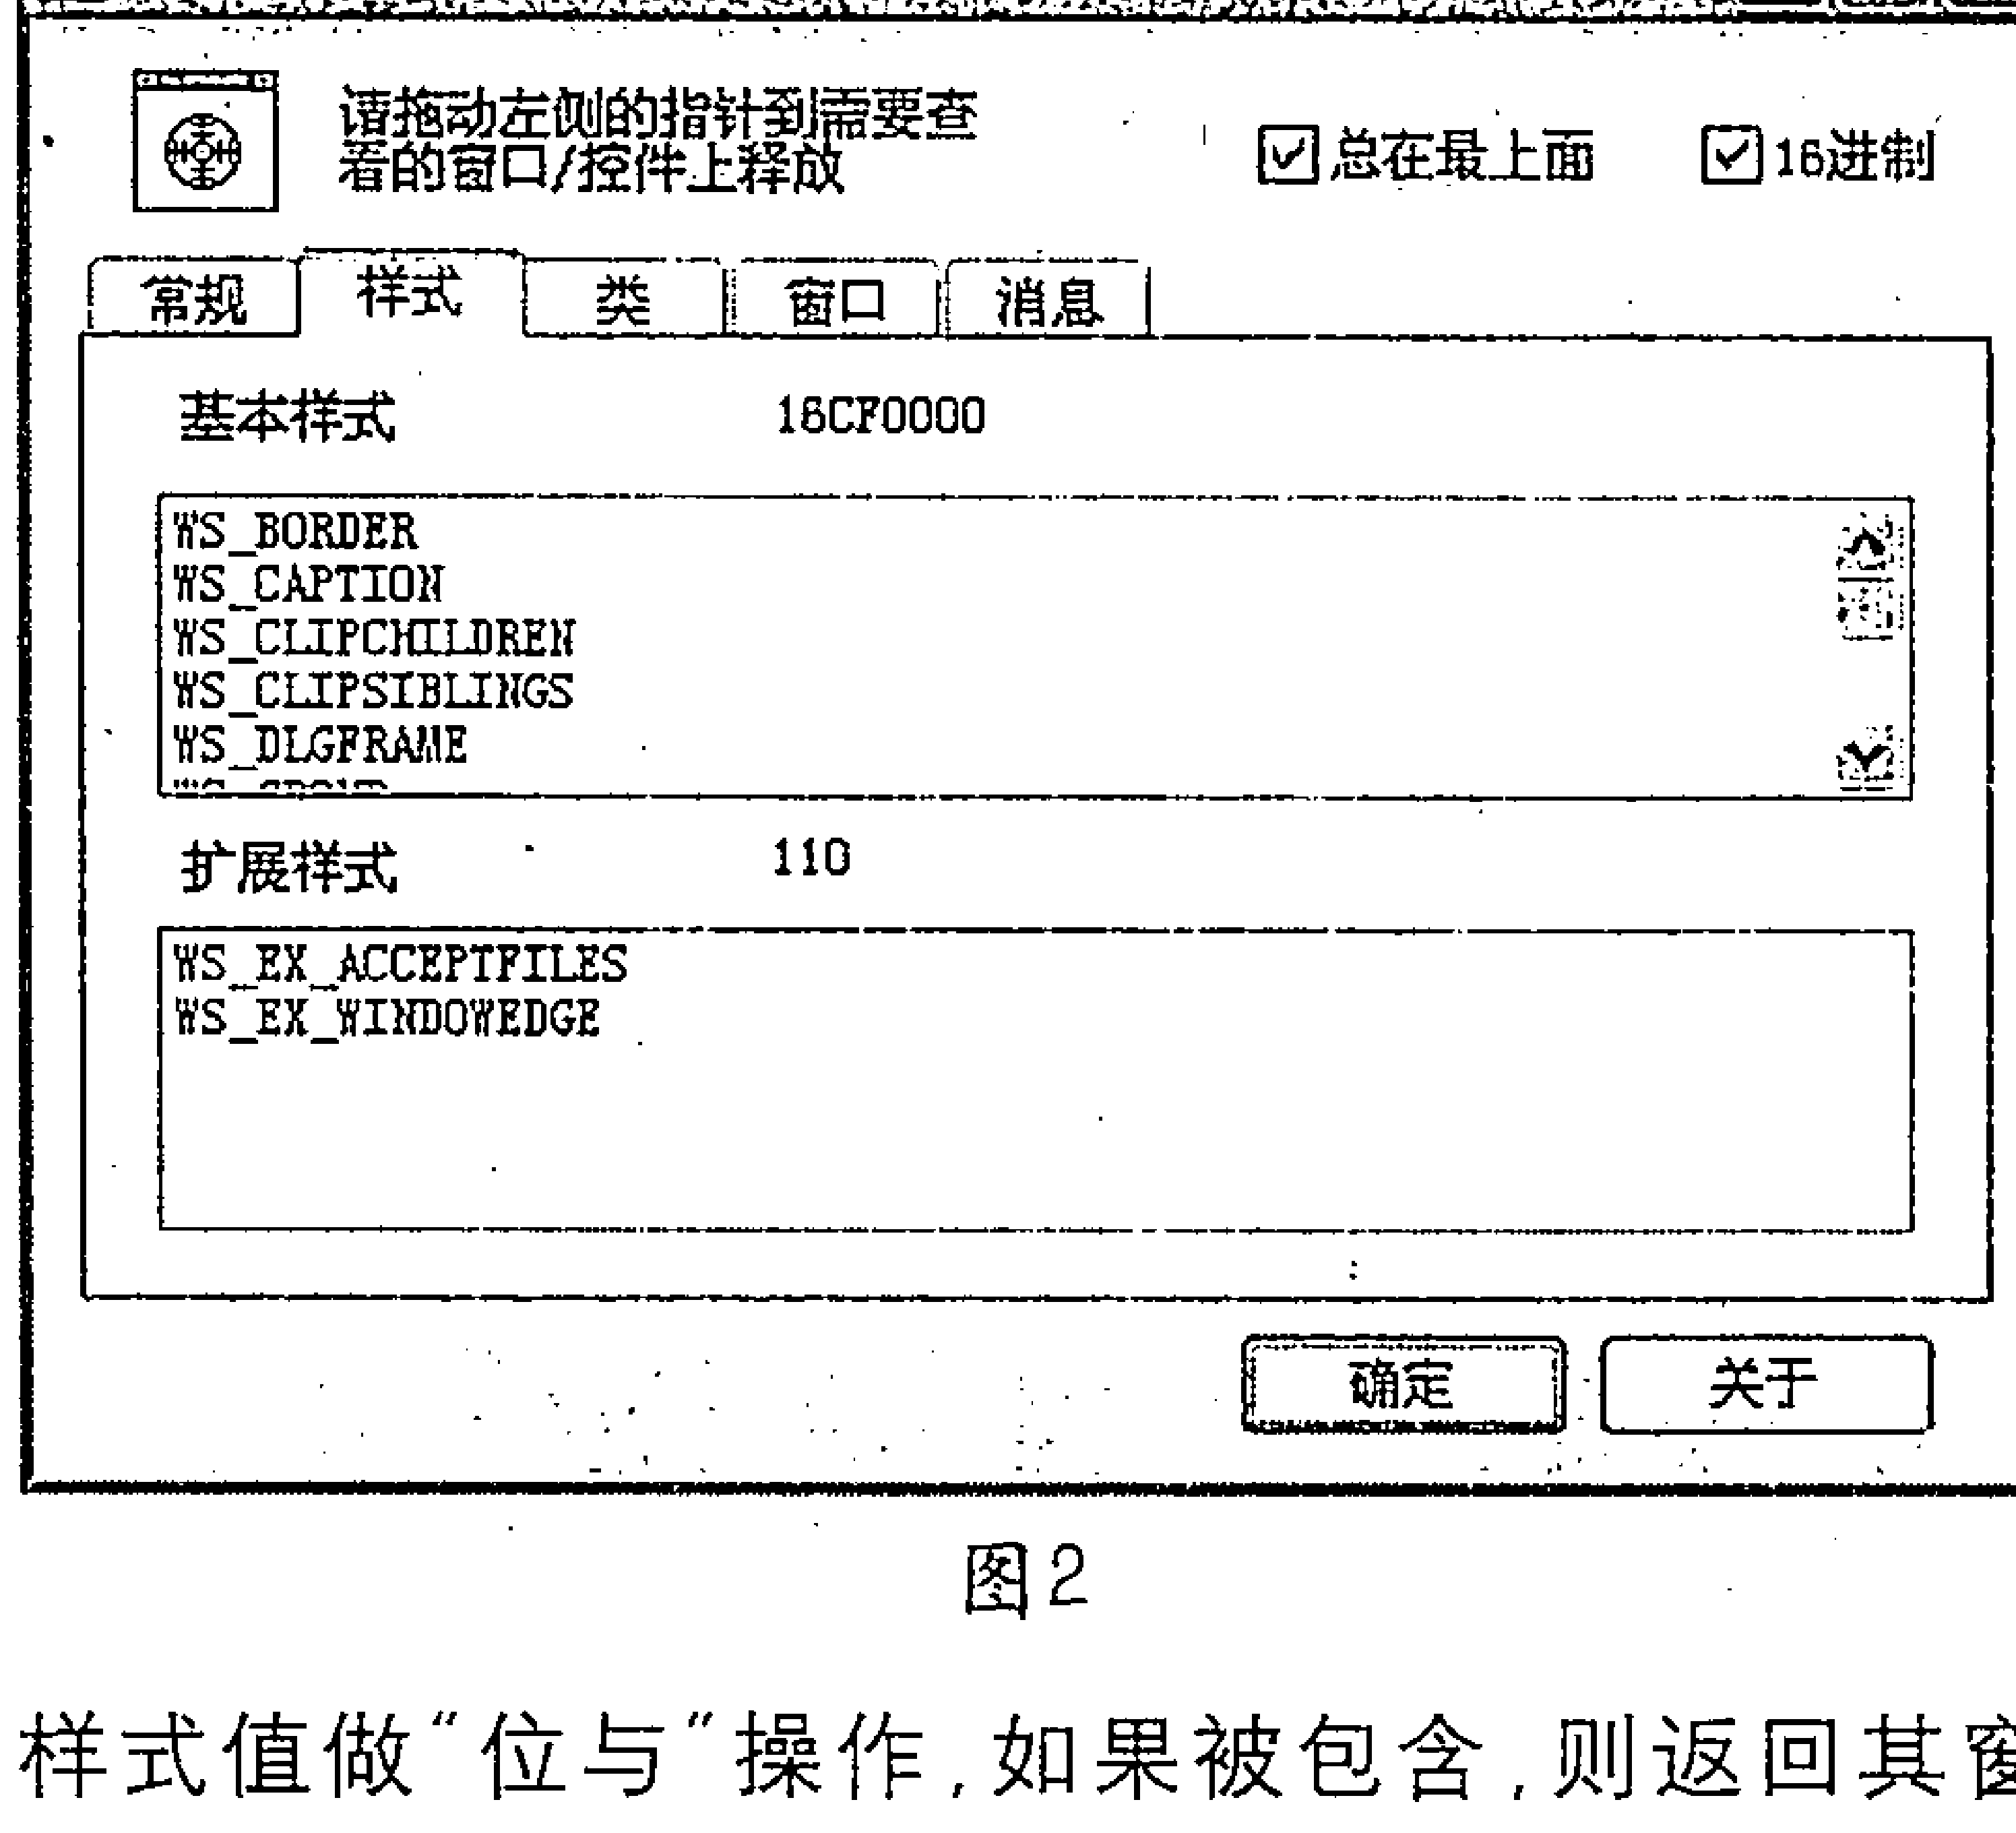 请拖动左侧的指针到需要查
看的窗口/控件上释放
总在最上面
16进制
常规
样式
类
窗口
消息
基本样式
16CF0000
WS_BORDER
WS_CAPTION
WS_CLIPCHILDREN
WS_CLIPSIBLINGS
WS_DLGFRAME
扩展样式
110
WS_EX_ACCEPTFILES
WS_EX_WINDOWEDGE
确定
关于
图2
样式值做“位与”操作,如果被包含,则返回其窗